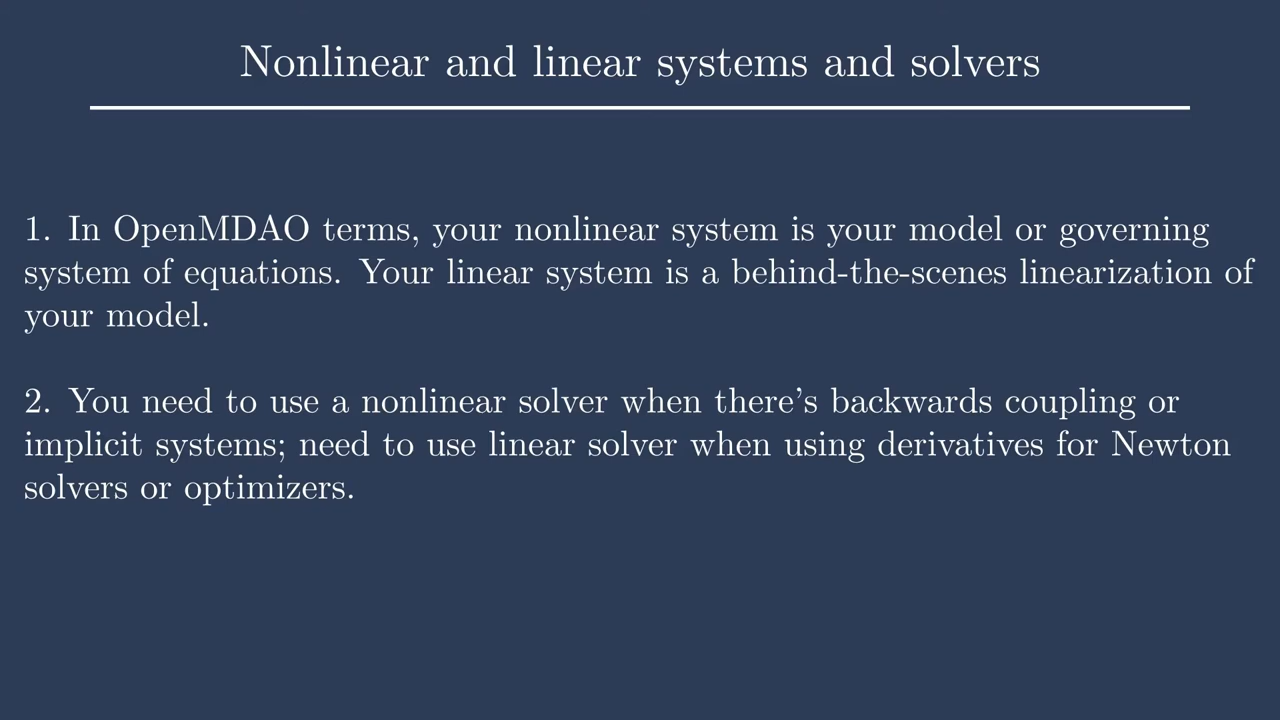 Nonlinear and linear systems and solvers
1. In OpenMDAO terms, your nonlinear system is your model or governing
system of equations. Your linear system is a behind-the-scenes linearization of
your model.
2. You need to use a nonlinear solver when there's backwards coupling or
implicit systems; need to use linear solver when using derivatives for Newton
solvers or optimizers.